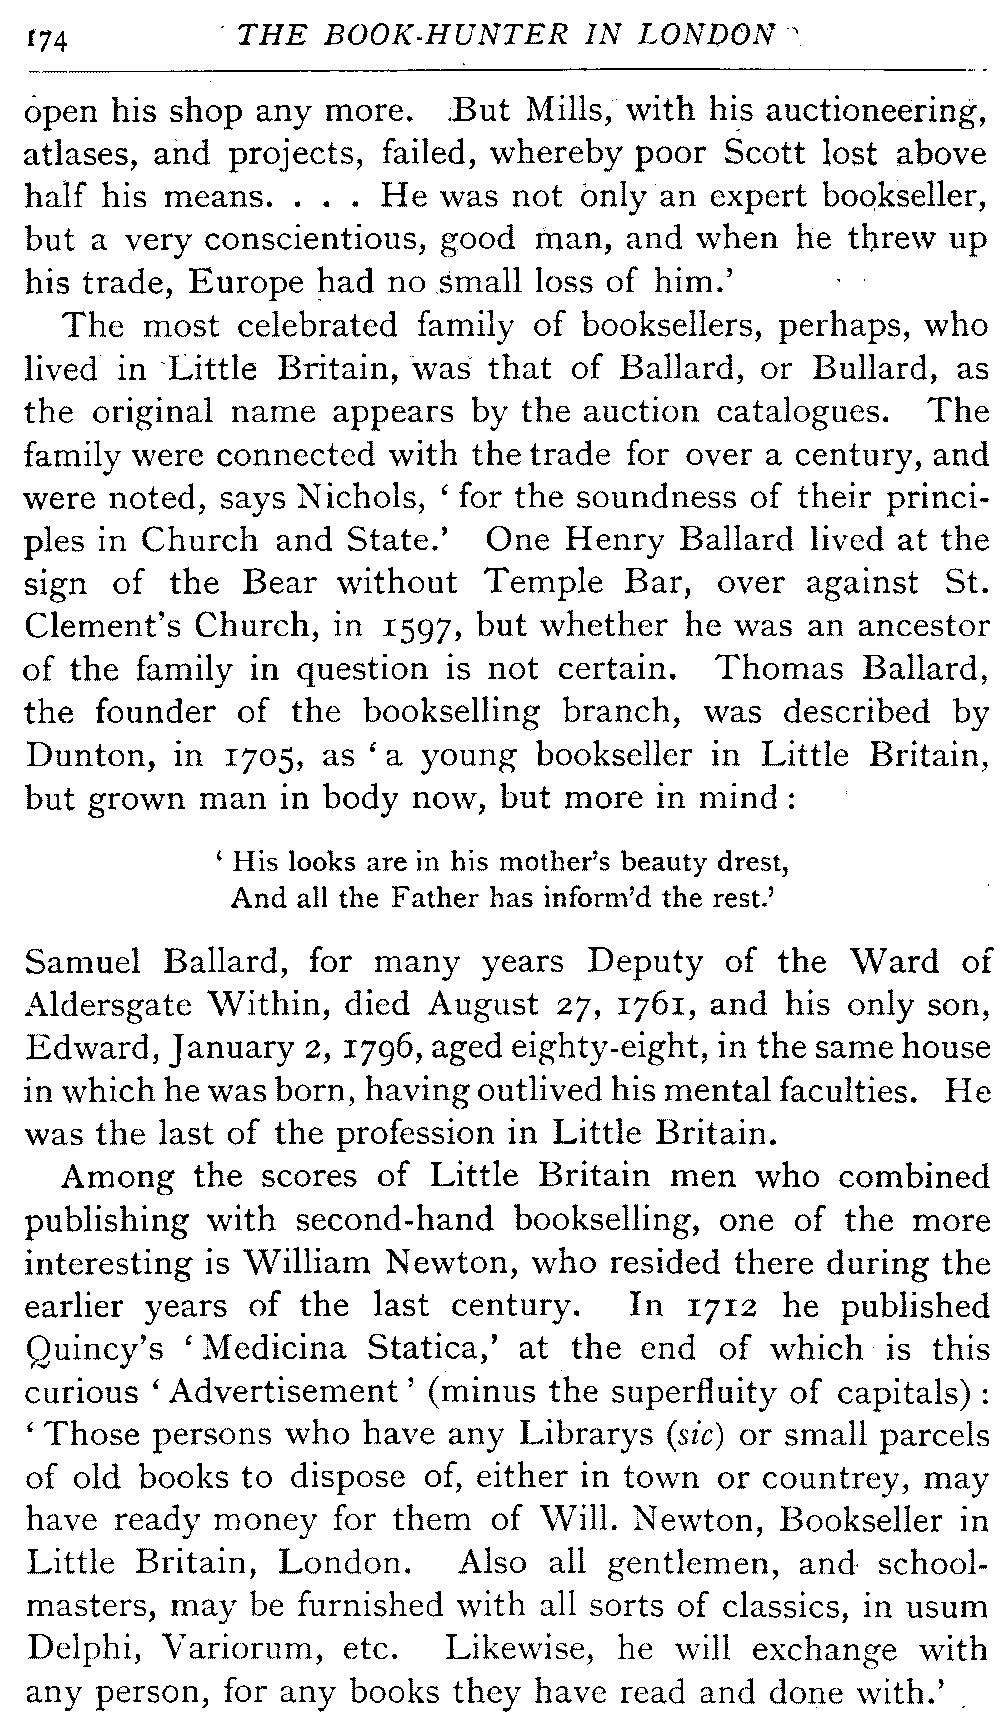 174 THE BOOK-HUNTER IN LONDON
open his shop any more. But Mills, with his auctioneering,
atlases, and projects, failed, whereby poor Scott lost above
half his means. . . . He was not only an expert bookseller,
but a very conscientious, good man, and when he threw up
his trade, Europe had no small loss of him.’
The most celebrated family of booksellers, perhaps, who
lived in Little Britain, was that of Ballard, or Bullard, as
the original name appears by the auction catalogues. The
family were connected with the trade for over a century, and
were noted, says Nichols, ‘ for the soundness of their princi-
ples in Church and State.’ One Henry Ballard lived at the
sign of the Bear without Temple Bar, over against St.
Clement’s Church, in 1597, but whether he was an ancestor
of the family in question is not certain. Thomas Ballard,
the founder of the bookselling branch, was described by
Dunton, in 1705, as ‘ a young bookseller in Little Britain,
but grown man in body now, but more in mind :
‘ His looks are in his mother’s beauty drest,
And all the Father has inform’d the rest.’
Samuel Ballard, for many years Deputy of the Ward of
Aldersgate Within, died August 27, 1761, and his only son,
Edward, January 2, 1796, aged eighty-eight, in the same house
in which he was born, having outlived his mental faculties. He
was the last of the profession in Little Britain.
Among the scores of Little Britain men who combined
publishing with second-hand bookselling, one of the more
interesting is William Newton, who resided there during the
earlier years of the last century. In 1712 he published
Quincy’s ‘ Medicina Statica,’ at the end of which is this
curious ‘ Advertisement ’ (minus the superfluity of capitals) :
‘ Those persons who have any Librarys (sic) or small parcels
of old books to dispose of, either in town or countrey, may
have ready money for them of Will. Newton, Bookseller in
Little Britain, London. Also all gentlemen, and school-
masters, may be furnished with all sorts of classics, in usum
Delphi, Variorum, etc. Likewise, he will exchange with
any person, for any books they have read and done with.’